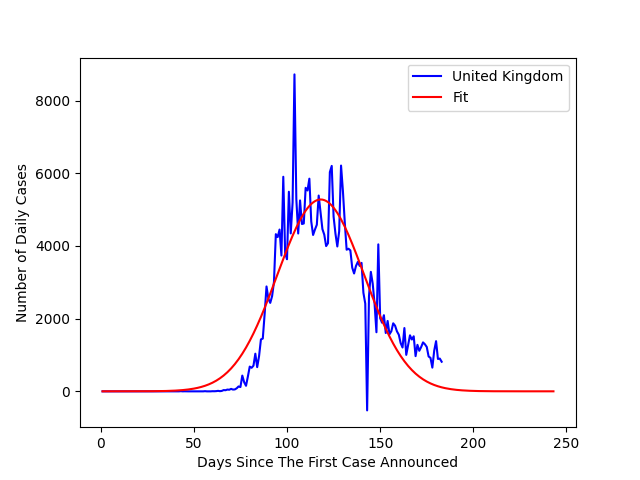 United Kingdom
Fit
Number of Daily Cases
8000
6000
4000
2000
0
0 50 100 150 200 250
Days Since The First Case Announced